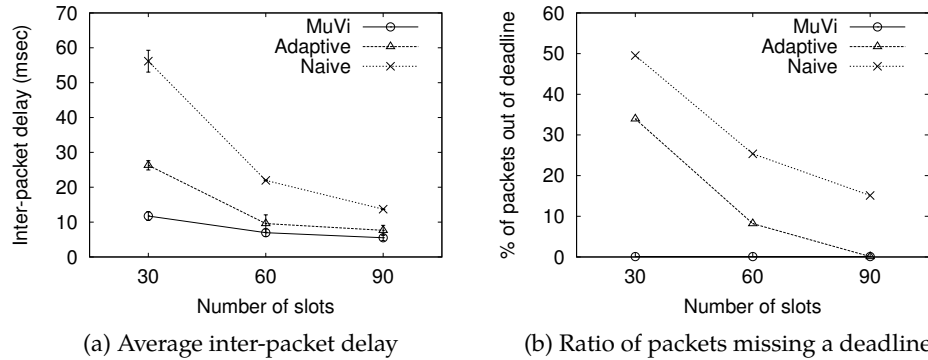 70
60
50
40
30
20
10
0
Inter-packet delay (msec)
MuVi
Adaptive
Naive
30 60 90
Number of slots
(a) Average inter-packet delay
60
50
40
30
20
10
0
% of packets out of deadline
MuVi
Adaptive
Naive
30 60 90
Number of slots
(b) Ratio of packets missing a deadline